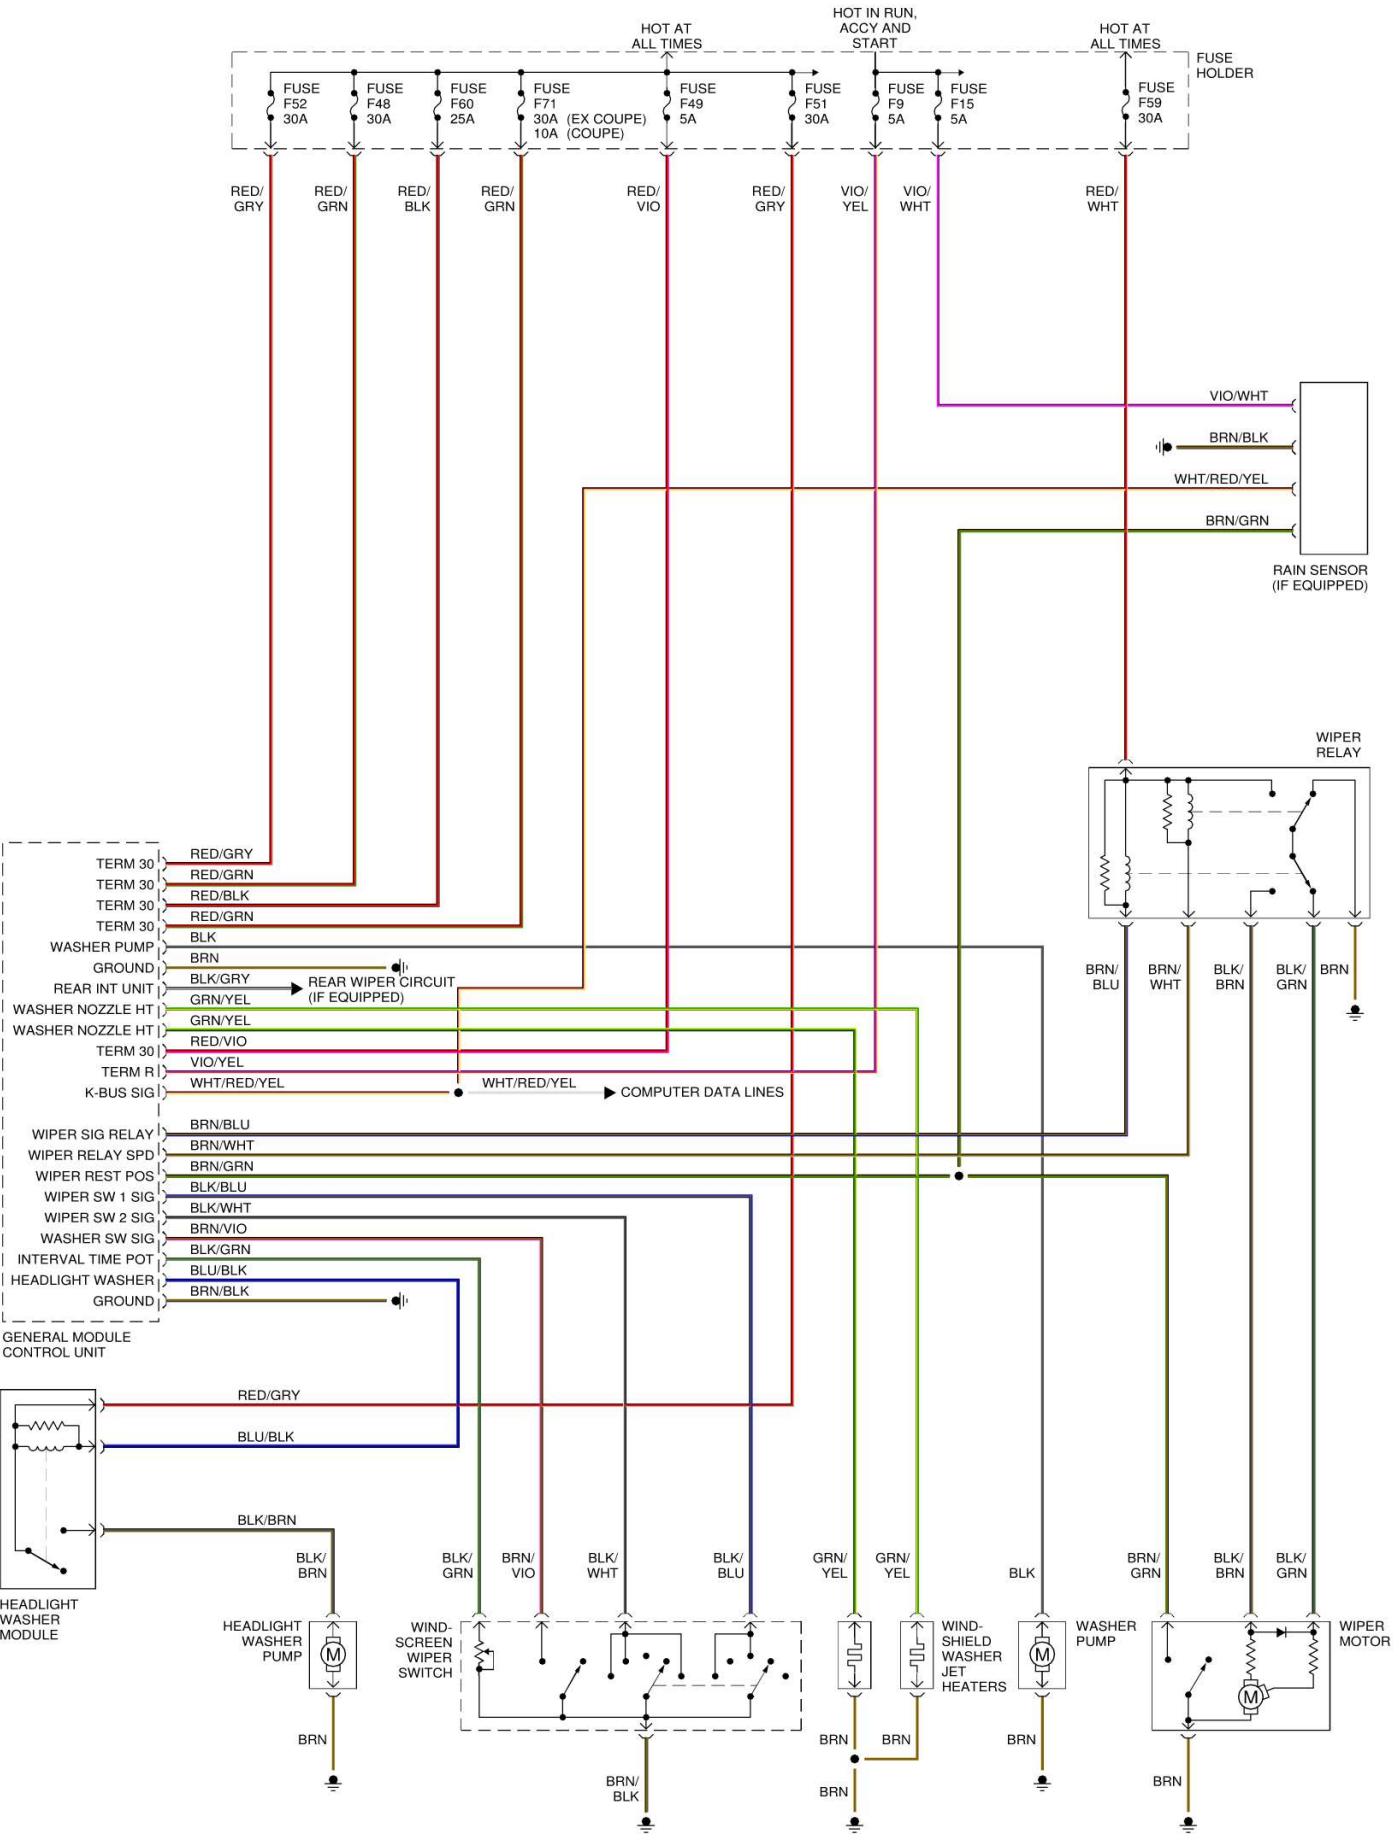 HOT AT
ALL TIMES
HOT IN RUN,
ACCY AND
START
HOT AT
ALL TIMES
FUSE
HOLDER
FUSE
F52
30A
FUSE
F48
30A
FUSE
F60
25A
FUSE
F71
30A (EX COUPE)
10A (COUPE)
FUSE
F49
5A
FUSE
F51
30A
FUSE
F9
5A
FUSE
F15
5A
FUSE
F59
30A
RED/
GRY
RED/
GRN
RED/
BLK
RED/
GRN
RED/
VIO
RED/
GRY
VIO/
YEL
VIO/
WHT
RED/
WHT
VIO/WHT
BRN/BLK
WHT/RED/YEL
BRN/GRN
RAIN SENSOR
(IF EQUIPPED)
WIPER
RELAY
BRN/
BLU
BRN/
WHT
BLK/
BRN
BLK/
GRN
BRN
TERM 30 RED/GRY
TERM 30 RED/GRN
TERM 30 RED/BLK
TERM 30 RED/GRN
WASHER PUMP BLK
GROUND BRN
REAR INT UNIT BLK/GRY
REAR WIPER CIRCUIT
(IF EQUIPPED)
WASHER NOZZLE HT GRN/YEL
WASHER NOZZLE HT GRN/YEL
TERM 30 RED/VIO
TERM R VIO/YEL
K-BUS SIG WHT/RED/YEL
WHT/RED/YEL
COMPUTER DATA LINES
WIPER SIG RELAY BRN/BLU
WIPER RELAY SPD BRN/WHT
WIPER REST POS BRN/GRN
WIPER SW 1 SIG BLK/BLU
WIPER SW 2 SIG BLK/WHT
WASHER SW SIG BRN/VIO
INTERVAL TIME POT BLK/GRN
HEADLIGHT WASHER BLU/BLK
GROUND BRN/BLK
GENERAL MODULE
CONTROL UNIT
RED/GRY
BLU/BLK
BLK/BRN
HEADLIGHT
WASHER
MODULE
BLK/
BRN
BLK/
GRN
BRN/
VIO
BLK/
WHT
BLK/
BLU
GRN/
YEL
GRN/
YEL
BLK
BRN/
GRN
BLK/
BRN
BLK/
GRN
HEADLIGHT
WASHER
PUMP
M
WIND-
SCREEN
WIPER
SWITCH
WIND-
SHIELD
WASHER
JET
HEATERS
M
WASHER
PUMP
M
WIPER
MOTOR
BRN
BRN/
BLK
BRN
BRN
BRN
BRN
BRN